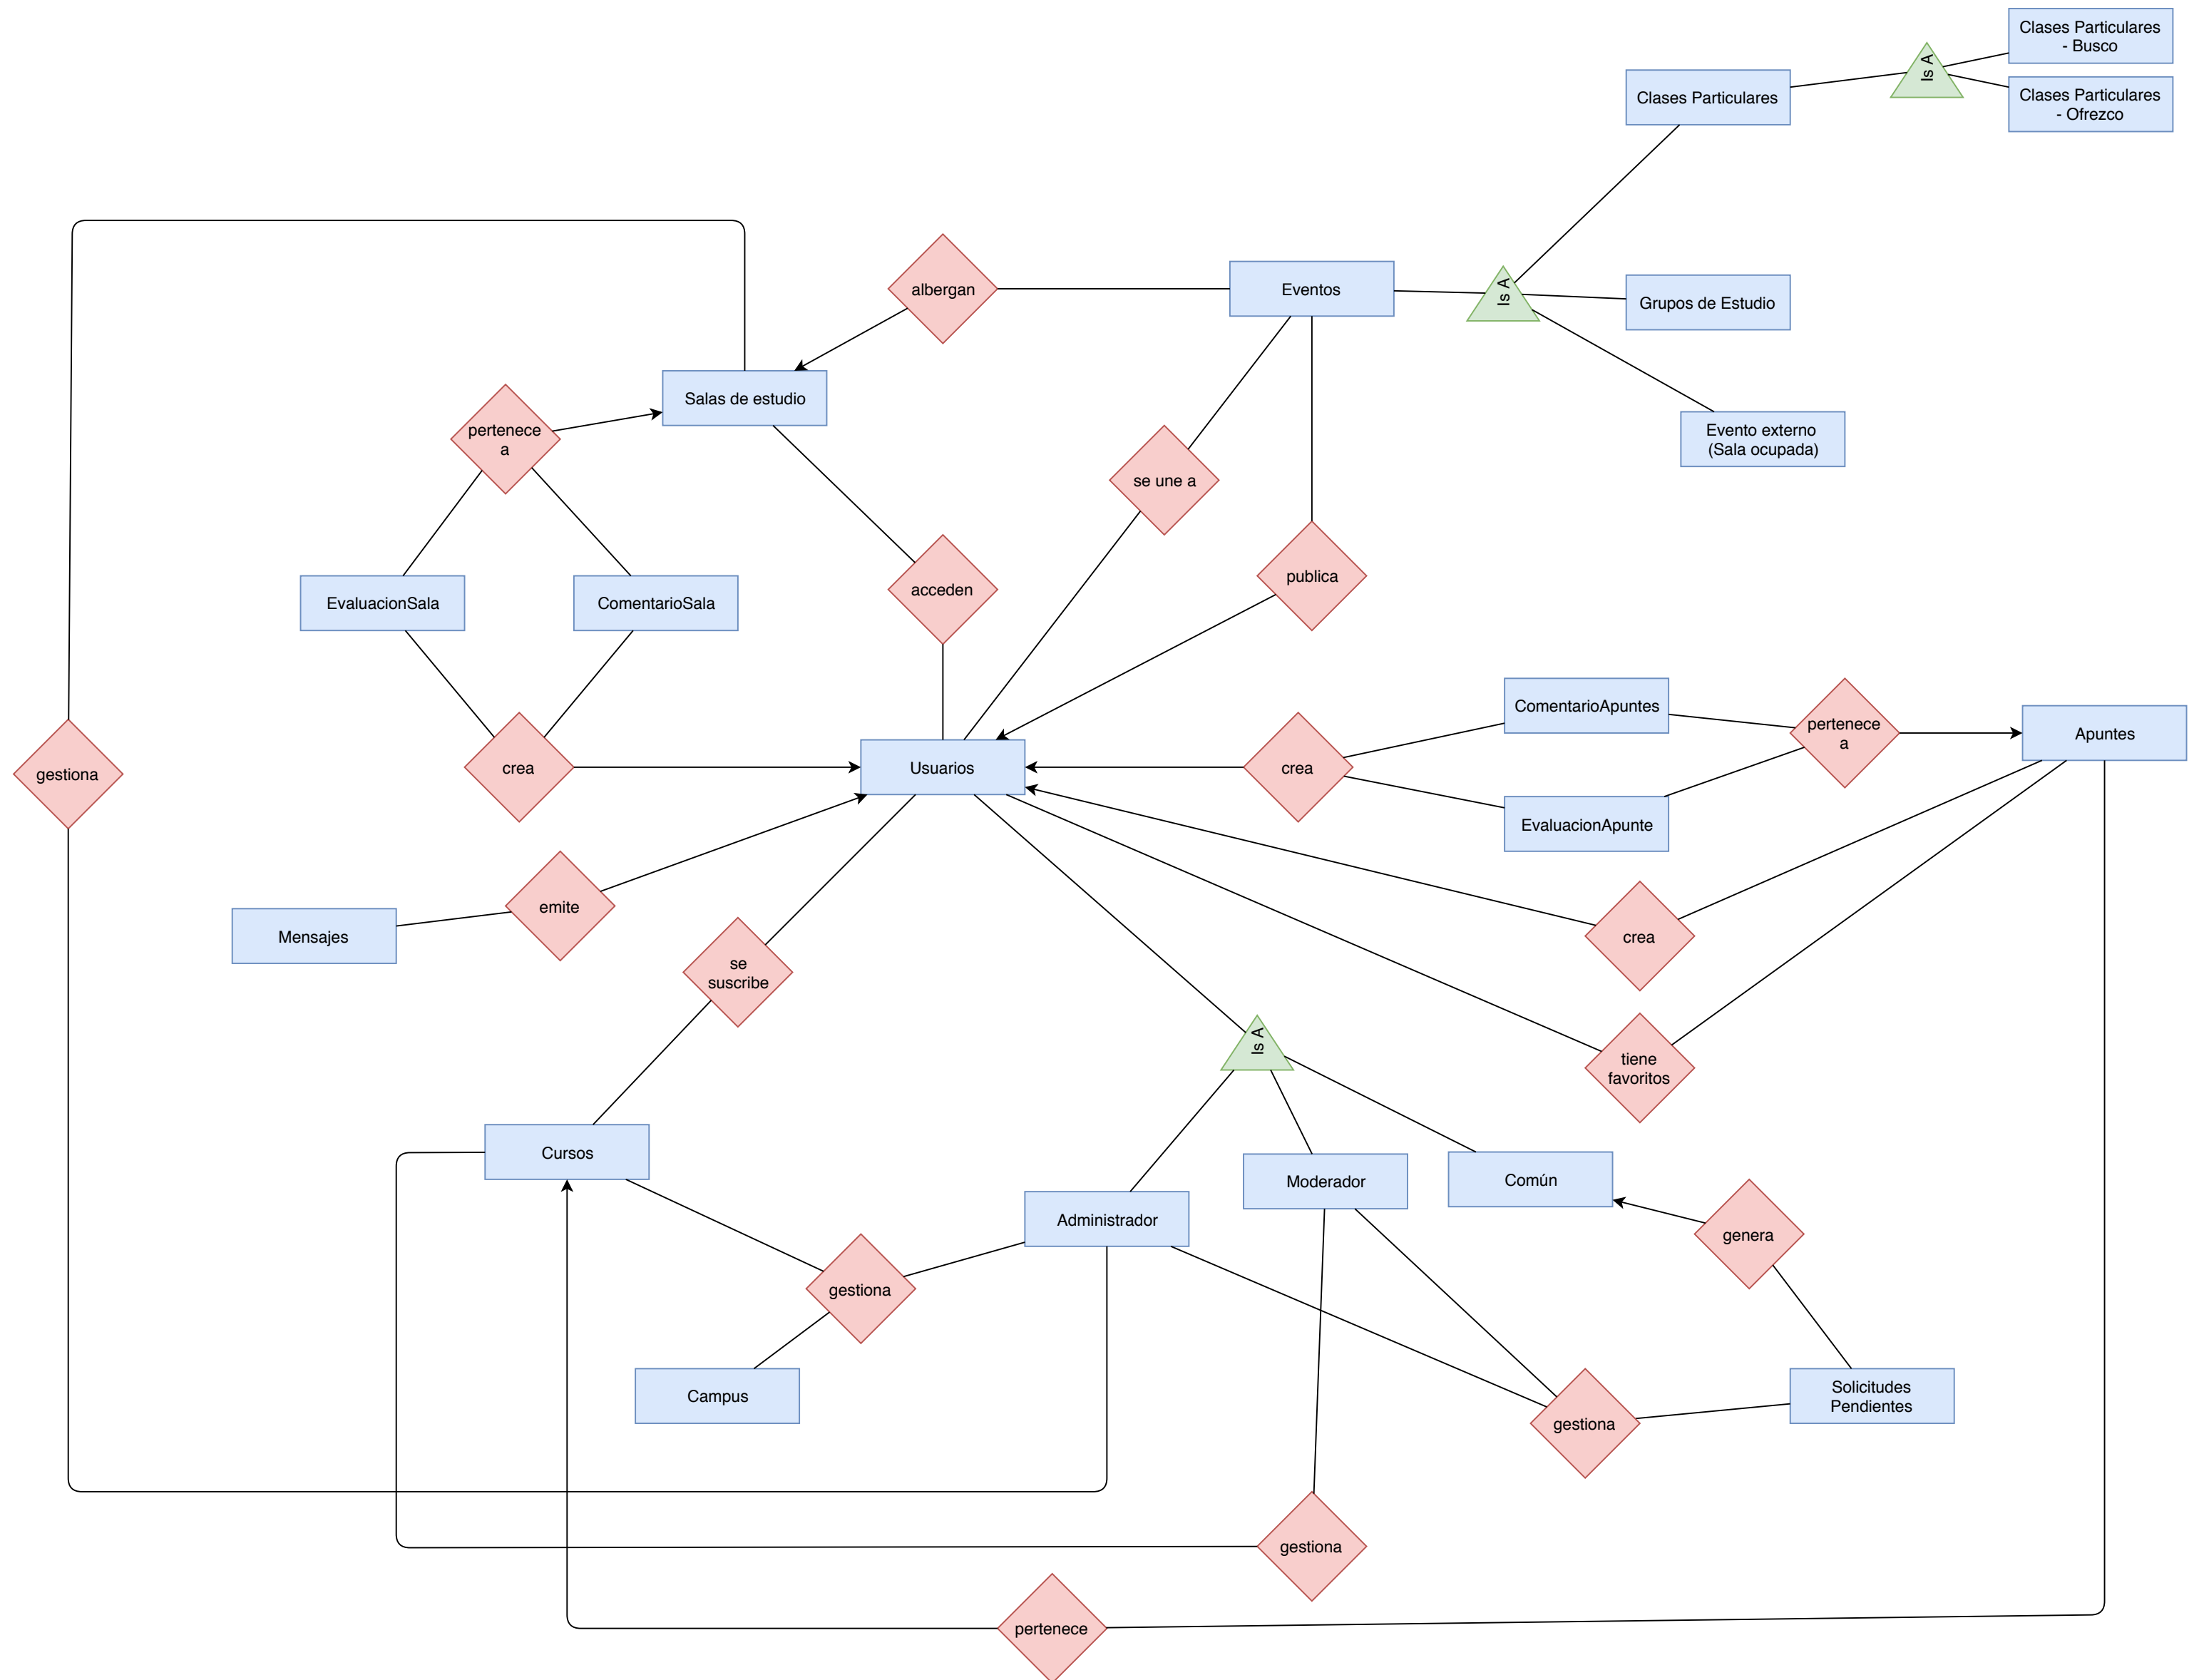 Clases Particulares
- Busco
Clases Particulares
Is A
Clases Particulares
- Ofrezco
albergan
Eventos
Is A
Grupos de Estudio
Salas de estudio
pertenece
a
Evento externo
(Sala ocupada)
se une a
EvaluacionSala
ComentarioSala
acceden
publica
gestiona
crea
Usuarios
crea
ComentarioApuntes
pertenece
a
Apuntes
EvaluacionApunte
emite
Mensajes
se
suscribe
crea
Is A
tiene
favoritos
Cursos
Administrador
Moderador
Común
genera
gestiona
Campus
gestiona
Solicitudes
Pendientes
gestiona
pertenece